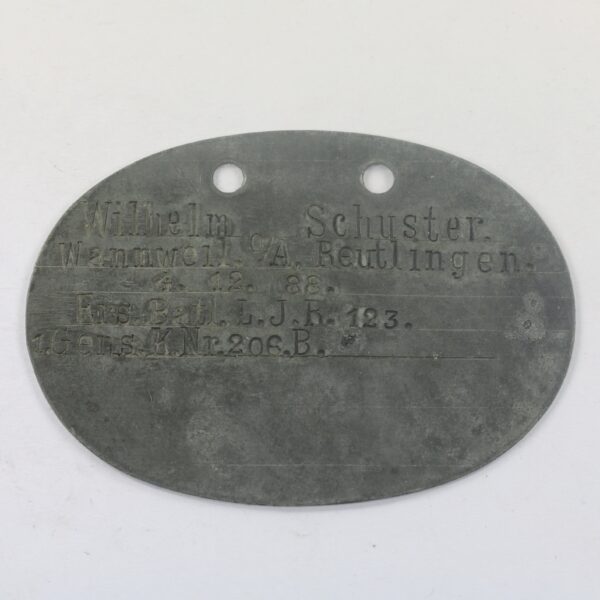 Wilhelm Schuster.
Wannweil. O/A. Reutlingen.
4. 12. 88.
Ers. Batl. L.J.R. 123.
1. Gens. K.Nr. 206. B.